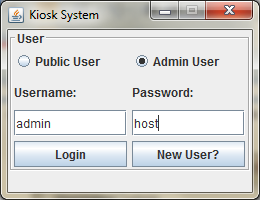 Kiosk System
User
Public User
Admin User
Username:
Password:
admin
host
Login
New User?